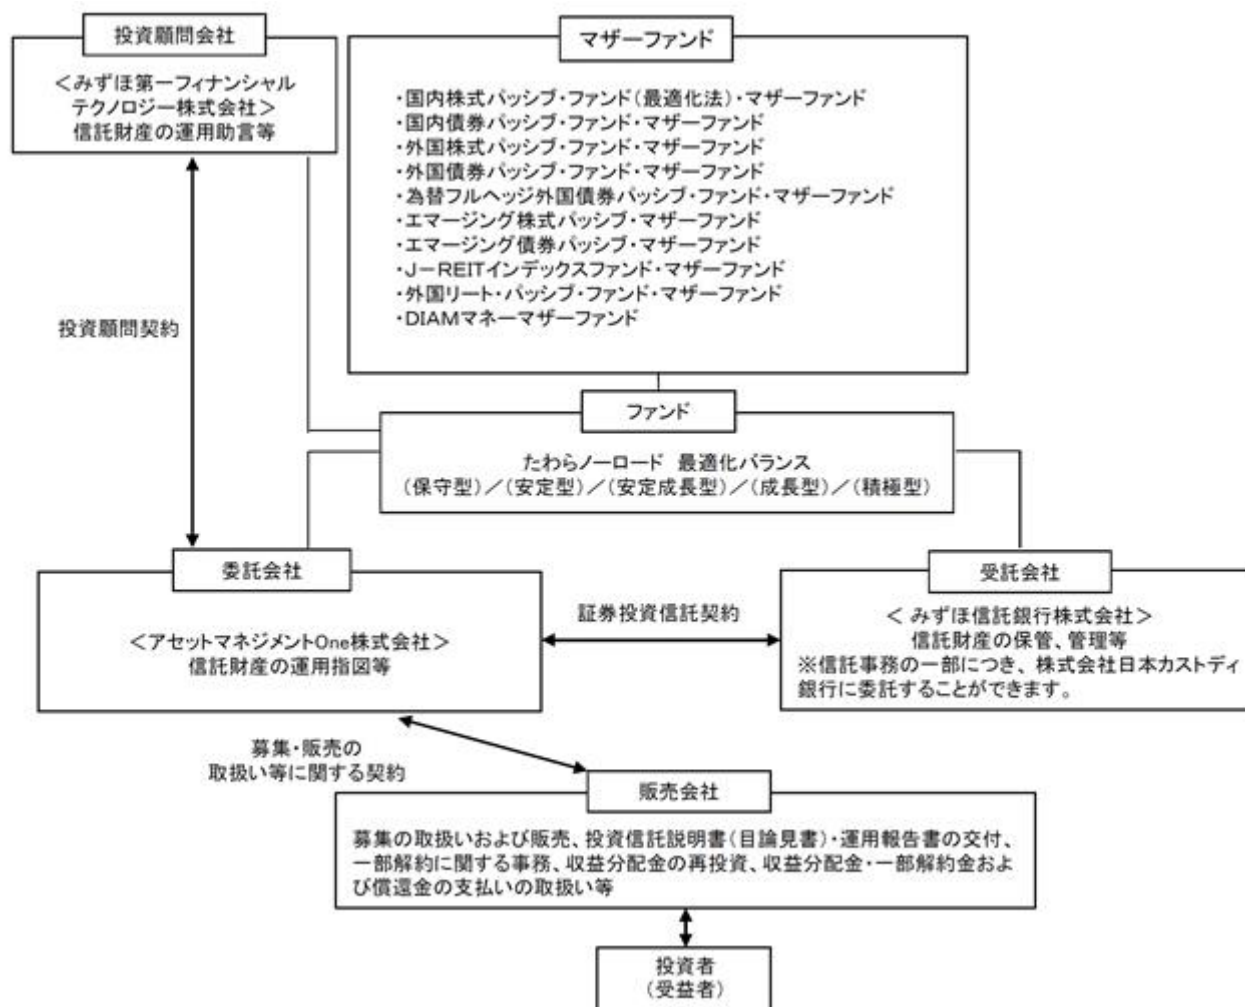 投資顧問会社
＜みずほ第一フィナンシャル
テクノロジー株式会社＞
信託財産の運用助言等
マザーファンド
・国内株式パッシブ・ファンド（最適化法）・マザーファンド
・国内債券パッシブ・ファンド・マザーファンド
・外国株式パッシブ・ファンド・マザーファンド
・外国債券パッシブ・ファンド・マザーファンド
・為替フルヘッジ外国債券パッシブ・ファンド・マザーファンド
・エマージング株式パッシブ・マザーファンド
・エマージング債券パッシブ・マザーファンド
・J－REITインデックスファンド・マザーファンド
・外国リート・パッシブ・ファンド・マザーファンド
・DIAMマネーマザーファンド
投資顧問契約
ファンド
たわらノーロード　最適化バランス
（保守型）／（安定型）／（安定成長型）／（成長型）／（積極型）
委託会社
＜アセットマネジメントOne株式会社＞
信託財産の運用指図等
証券投資信託契約
受託会社
＜ みずほ信託銀行株式会社＞
信託財産の保管、管理等
※信託事務の一部につき、株式会社日本カストディ
銀行に委託することができます。
募集・販売の
取扱い等に関する契約
販売会社
募集の取扱いおよび販売、投資信託説明書（目論見書）・運用報告書の交付、
一部解約に関する事務、収益分配金の再投資、収益分配金・一部解約金およ
び償還金の支払いの取扱い等
投資者
（受益者）